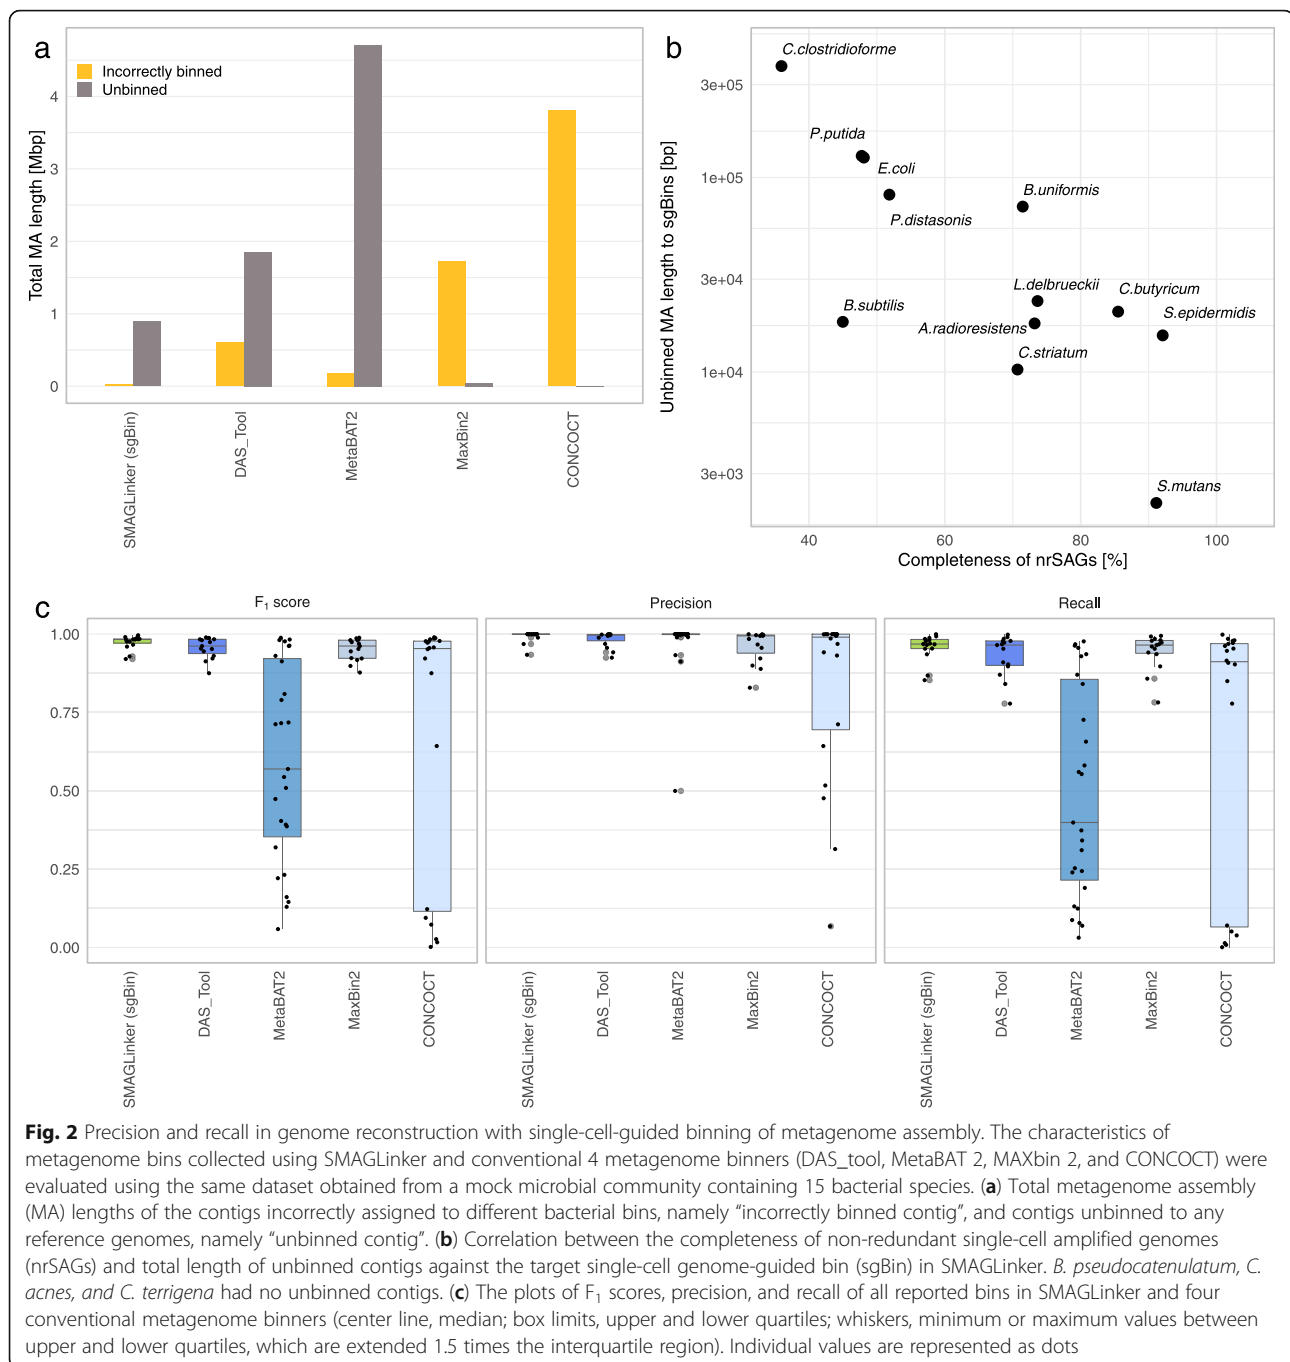 a
Incorrectly binned
Unbinned
Total MA length [Mbp]
4
3
2
1
0
SMAGLinker (sgBin)
DAS_Tool
MetaBAT2
MaxBin2
CONCOCT
b
Unbinned MA length to sgBins [bp]
3e+05
1e+05
3e+04
1e+04
3e+03
C.clostridioforme
P.putida
E.coli
P.distasonis
B.uniformis
L.delbrueckii
C.butyricum
B.subtilis
A.radioresistens
S.epidermidis
C.striatum
S.mutans
40
60
80
100
Completeness of nrSAGs [%]
c
F1 score
Precision
Recall
1.00
0.75
0.50
0.25
0.00
SMAGLinker (sgBin)
DAS_Tool
MetaBAT2
MaxBin2
CONCOCT
SMAGLinker (sgBin)
DAS_Tool
MetaBAT2
MaxBin2
CONCOCT
SMAGLinker (sgBin)
DAS_Tool
MetaBAT2
MaxBin2
CONCOCT
Fig. 2 Precision and recall in genome reconstruction with single-cell-guided binning of metagenome assembly. The characteristics of
metagenome bins collected using SMAGLinker and conventional 4 metagenome binners (DAS_tool, MetaBAT 2, MAXbin 2, and CONCOCT) were
evaluated using the same dataset obtained from a mock microbial community containing 15 bacterial species. (a) Total metagenome assembly
(MA) lengths of the contigs incorrectly assigned to different bacterial bins, namely “incorrectly binned contig”, and contigs unbinned to any
reference genomes, namely “unbinned contig”. (b) Correlation between the completeness of non-redundant single-cell amplified genomes
(nrSAGs) and total length of unbinned contigs against the target single-cell genome-guided bin (sgBin) in SMAGLinker. B. pseudocatenulatum, C.
acnes, and C. terrigena had no unbinned contigs. (c) The plots of F1 scores, precision, and recall of all reported bins in SMAGLinker and four
conventional metagenome binners (center line, median; box limits, upper and lower quartiles; whiskers, minimum or maximum values between
upper and lower quartiles, which are extended 1.5 times the interquartile region). Individual values are represented as dots